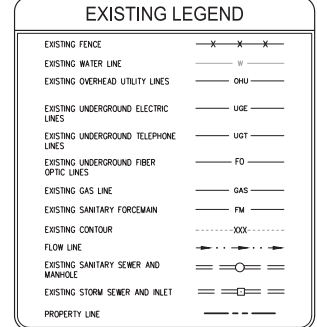 EXISTING LEGEND
EXISTING FENCE X X X
EXISTING WATER LINE W
EXISTING OVERHEAD UTILITY LINES OHU
EXISTING UNDERGROUND ELECTRIC UGE
LINES
EXISTING UNDERGROUND TELEPHONE UGT
LINES
EXISTING UNDERGROUND FIBER FO
OPTIC LINES
EXISTING GAS LINE GAS
EXISTING SANITARY FORCEMAIN FM
EXISTING CONTOUR XXX
FLOW LINE
EXISTING SANITARY SEWER AND
MANHOLE
EXISTING STORM SEWER AND INLET
PROPERTY LINE